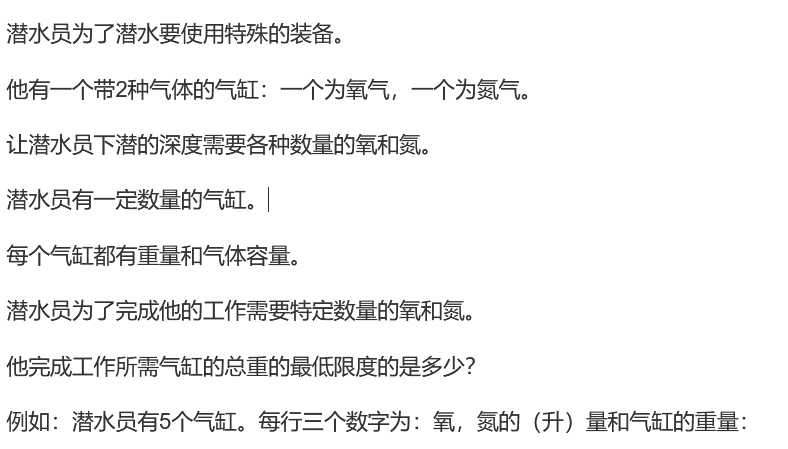 潜水员为了潜水要使用特殊的装备。
他有一个带2种气体的气缸：一个为氧气，一个为氮气。
让潜水员下潜的深度需要各种数量的氧和氮。
潜水员有一定数量的气缸。
每个气缸都有重量和气体容量。
潜水员为了完成他的工作需要特定数量的氧和氮。
他完成工作所需气缸的总重的最低限度的是多少？
例如：潜水员有5个气缸。每行三个数字为：氧，氮的（升）量和气缸的重量：